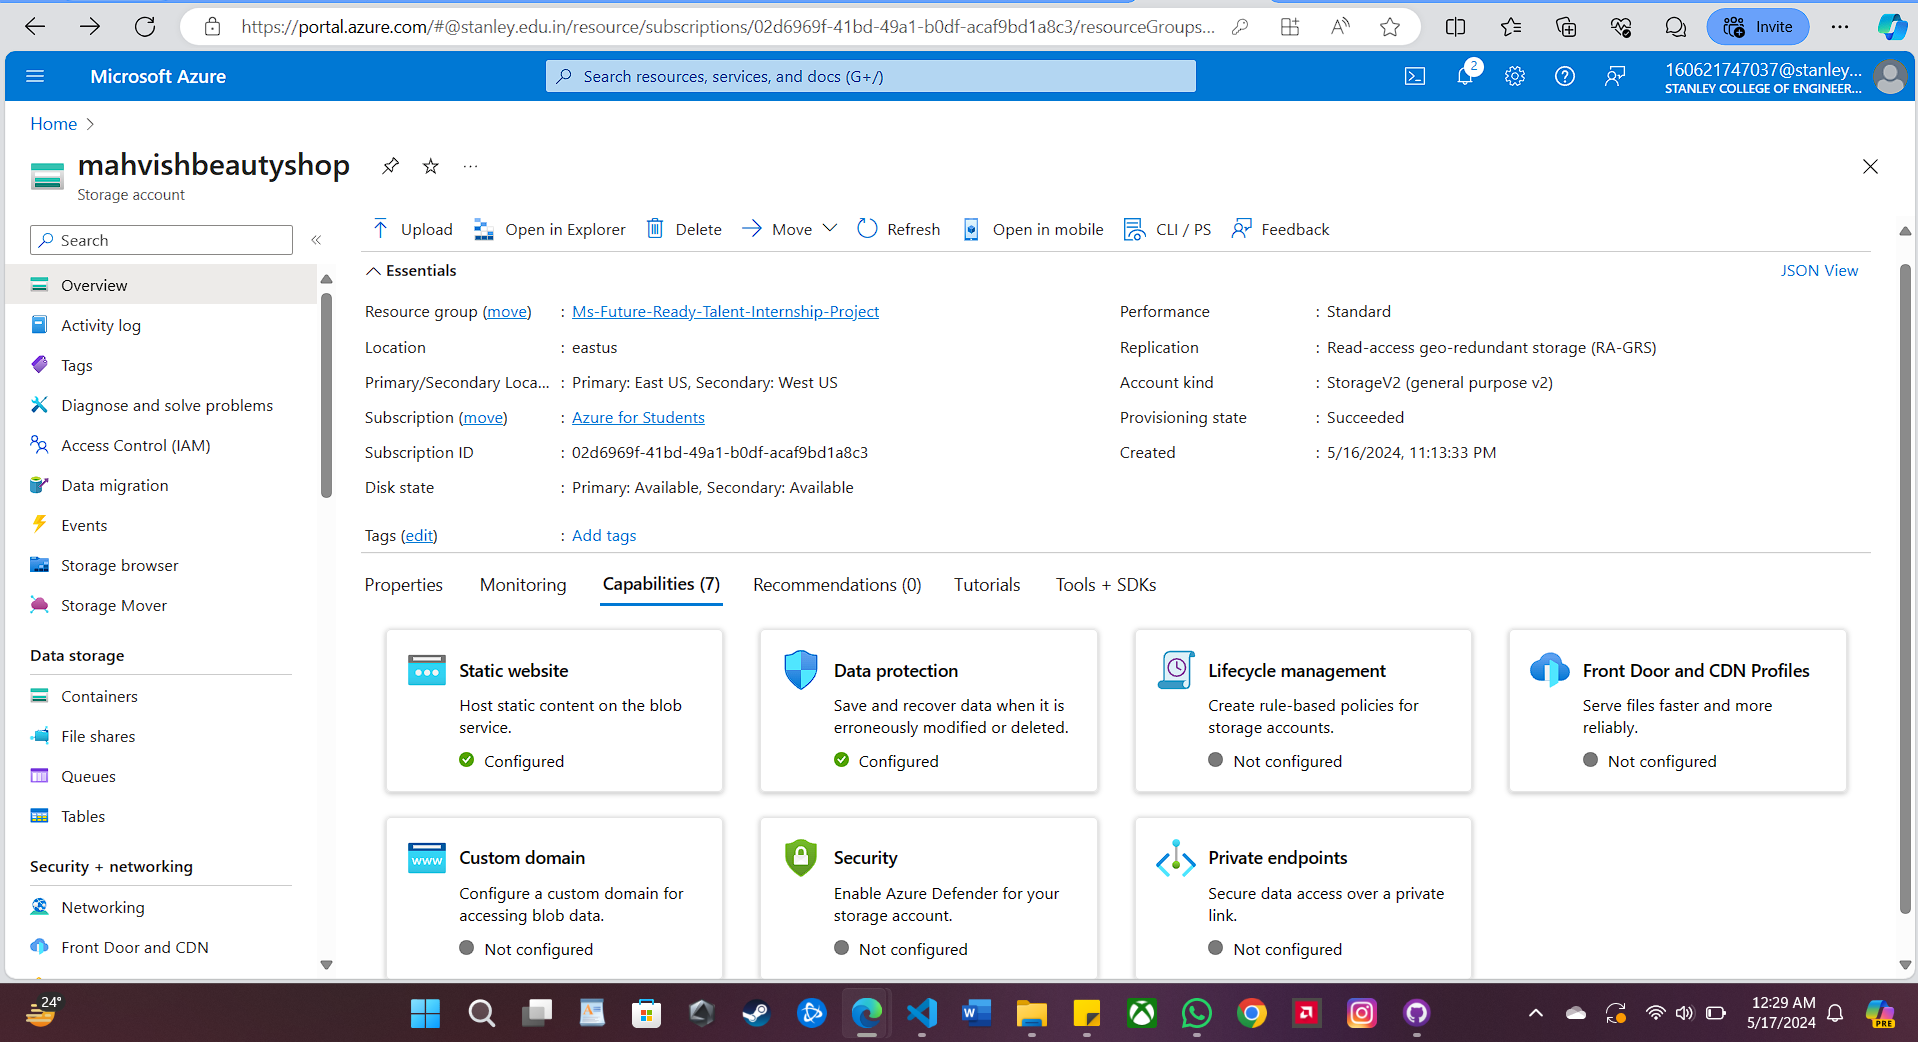 https://portal.azure.com/#@stanley.edu.in/resource/subscriptions/02d6969f-41bd-49a1-b0df-acaf9bd1a8c3/resourceGroups...
Invite
Microsoft Azure
Search resources, services, and docs (G+/)
2
160621747037@stanley...
STANLEY COLLEGE OF ENGINEER...
Home
mahvishbeautyshop
Storage account
Search
Upload
Open in Explorer
Delete
Move
Refresh
Open in mobile
CLI / PS
Feedback
Overview
Activity log
Tags
Diagnose and solve problems
Access Control (IAM)
Data migration
Events
Storage browser
Storage Mover
Data storage
Containers
File shares
Queues
Tables
Security + networking
Networking
Front Door and CDN
Essentials
JSON View
Resource group (move) : Ms-Future-Ready-Talent-Internship-Project
Location : eastus
Primary/Secondary Loca... : Primary: East US, Secondary: West US
Subscription (move) : Azure for Students
Subscription ID : 02d6969f-41bd-49a1-b0df-acaf9bd1a8c3
Disk state : Primary: Available, Secondary: Available
Performance : Standard
Replication : Read-access geo-redundant storage (RA-GRS)
Account kind : StorageV2 (general purpose v2)
Provisioning state : Succeeded
Created : 5/16/2024, 11:13:33 PM
Tags (edit) : Add tags
Properties
Monitoring
Capabilities (7)
Recommendations (0)
Tutorials
Tools + SDKs
Static website
Host static content on the blob
service.
Configured
Data protection
Save and recover data when it is
erroneously modified or deleted.
Configured
Lifecycle management
Create rule-based policies for
storage accounts.
Not configured
Front Door and CDN Profiles
Serve files faster and more
reliably.
Not configured
Custom domain
Configure a custom domain for
accessing blob data.
Not configured
Security
Enable Azure Defender for your
storage account.
Not configured
Private endpoints
Secure data access over a private
link.
Not configured
www
24°
12:29 AM
5/17/2024
PRE